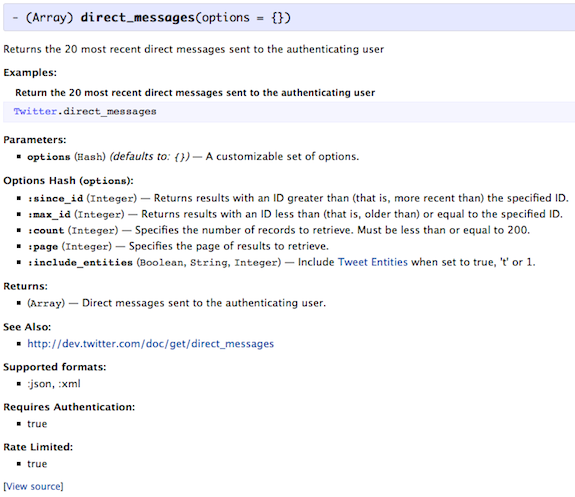 - (Array) direct_messages(options = {})
Returns the 20 most recent direct messages sent to the authenticating user
Examples:
Return the 20 most recent direct messages sent to the authenticating user
Twitter.direct_messages
Parameters:
▪ options (Hash) (defaults to: {}) — A customizable set of options.
Options Hash (options):
▪ :since_id (Integer) — Returns results with an ID greater than (that is, more recent than) the specified ID.
▪ :max_id (Integer) — Returns results with an ID less than (that is, older than) or equal to the specified ID.
▪ :count (Integer) — Specifies the number of records to retrieve. Must be less than or equal to 200.
▪ :page (Integer) — Specifies the page of results to retrieve.
▪ :include_entities (Boolean, String, Integer) — Include Tweet Entities when set to true, 't' or 1.
Returns:
▪ (Array) — Direct messages sent to the authenticating user.
See Also:
▪ http://dev.twitter.com/doc/get/direct_messages
Supported formats:
▪ :json, :xml
Requires Authentication:
▪ true
Rate Limited:
▪ true
[View source]